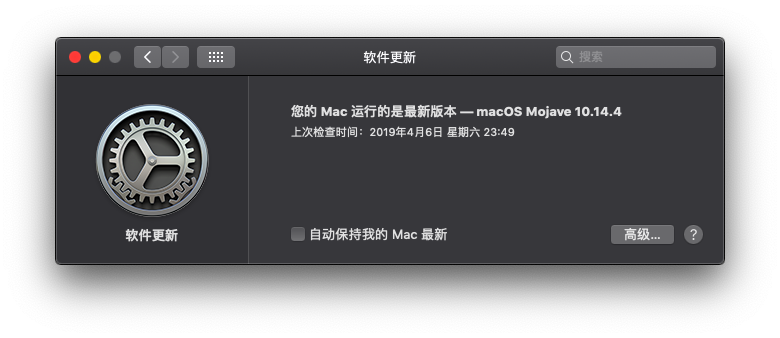 软件更新
搜索
您的 Mac 运行的是最新版本 — macOS Mojave 10.14.4
上次检查时间：2019年4月6日 星期六 23:49
软件更新
自动保持我的 Mac 最新
高级...
?